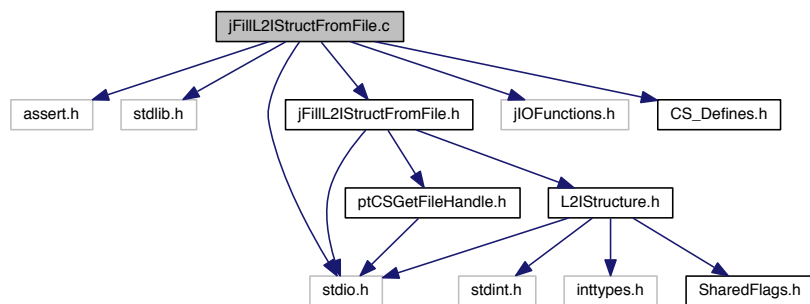 jFillL2IStructFromFile.c
assert.h
stdlib.h
jFillL2IStructFromFile.h
jIOFunctions.h
CS_Defines.h
ptCSGetFileHandle.h
L2IStructure.h
stdio.h
stdint.h
inttypes.h
SharedFlags.h